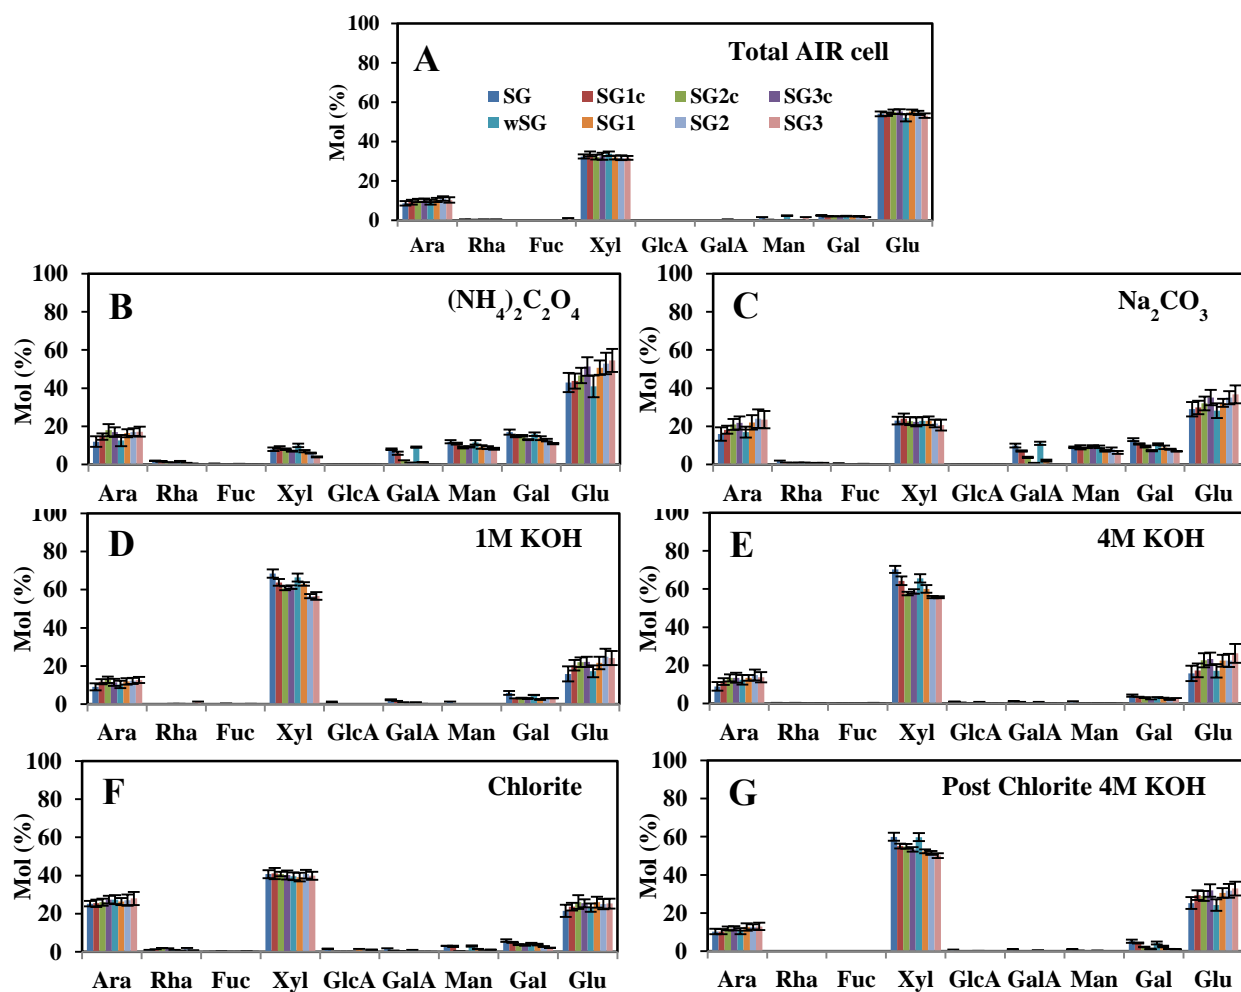 100
A
Total AIR cell
80
60
SG SG1c SG2c SG3c
wSG SG1 SG2 SG3
40
20
0
Mol (%)
Ara Rha Fuc Xyl GlcA GalA Man Gal Glu
100
B
(NH4)2C2O4
80
60
40
20
0
Mol (%)
Ara Rha Fuc Xyl GlcA GalA Man Gal Glu
100
C
Na2CO3
80
60
40
20
0
Mol (%)
Ara Rha Fuc Xyl GlcA GalA Man Gal Glu
100
D
1M KOH
80
60
40
20
0
Mol (%)
Ara Rha Fuc Xyl GlcA GalA Man Gal Glu
100
E
4M KOH
80
60
40
20
0
Mol (%)
Ara Rha Fuc Xyl GlcA GalA Man Gal Glu
100
F
Chlorite
80
60
40
20
0
Mol (%)
Ara Rha Fuc Xyl GlcA GalA Man Gal Glu
100
G
Post Chlorite 4M KOH
80
60
40
20
0
Mol (%)
Ara Rha Fuc Xyl GlcA GalA Man Gal Glu